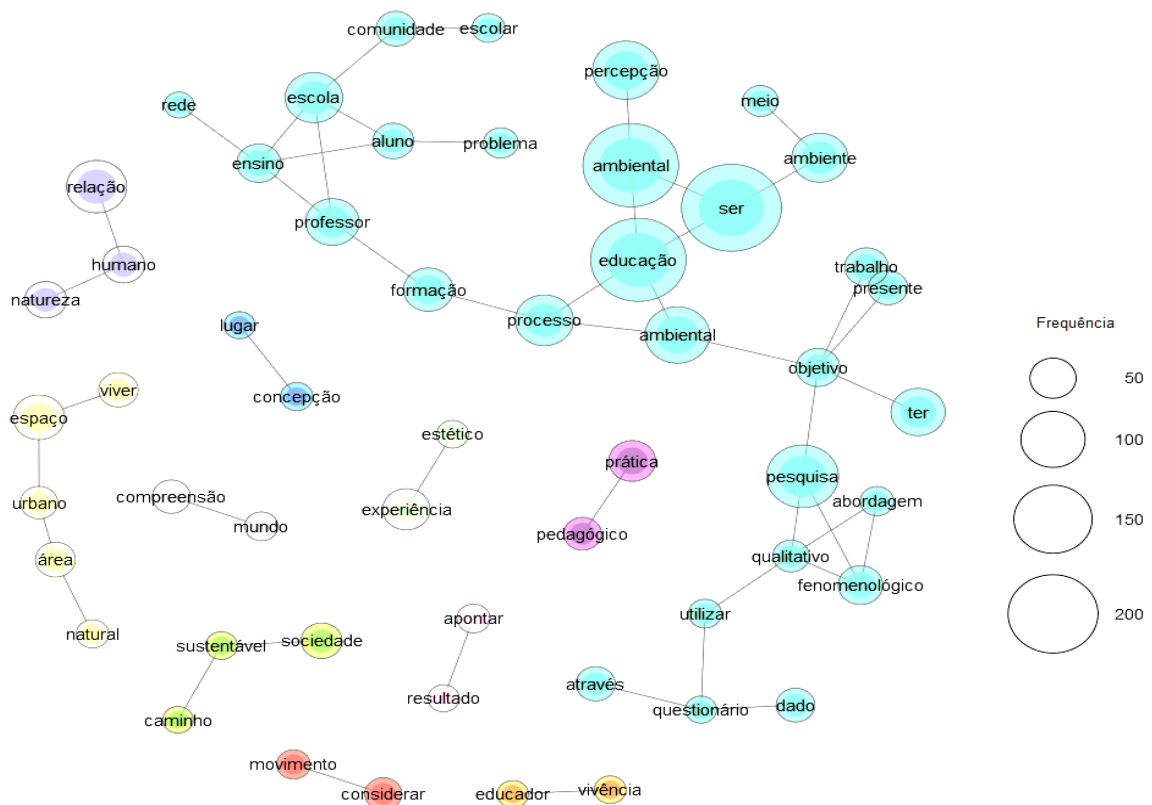 comunidade
escolar
percepção
escola
rede
meio
aluno
problema
ensino
ambiental
ambiente
relação
ser
professor
humano
educação
trabalho
natureza
formação
presente
processo
lugar
ambiental
objetivo
Frequência
50
viver
concepção
espaço
ter
estético
100
prática
pesquisa
compreensão
urbano
experiência
abordagem
mundo
pedagógico
150
área
qualitativo
fenomenológico
natural
apontar
utilizar
200
sustentável
sociedade
através
resultado
questionário
dado
caminho
movimento
considerar
educador
vivência